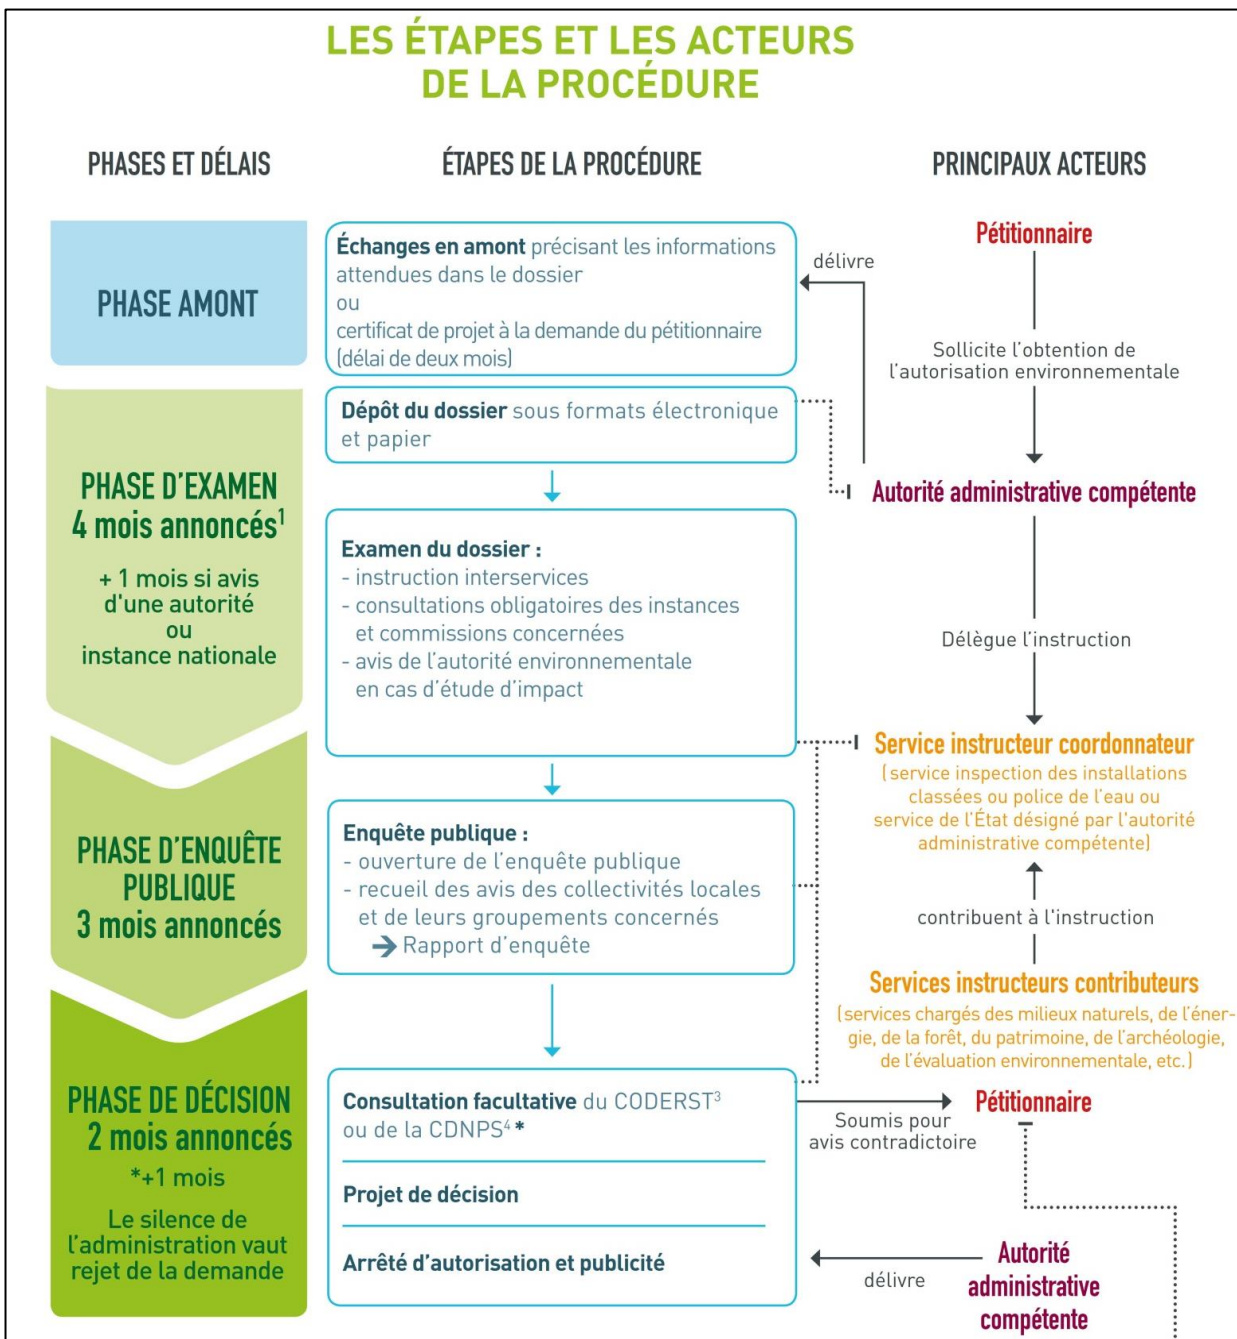 LES ÉTAPES ET LES ACTEURS
DE LA PROCÉDURE
PHASES ET DÉLAIS
ÉTAPES DE LA PROCÉDURE
PRINCIPAUX ACTEURS
PHASE AMONT
Échanges en amont précisant les informations
attendues dans le dossier
ou
certificat de projet à la demande du pétitionnaire
(délai de deux mois)
délivre
Pétitionnaire
Sollicite l'obtention de
l'autorisation environnementale
PHASE D'EXAMEN
4 mois annoncés¹
+ 1 mois si avis
d'une autorité
ou
instance nationale
Dépôt du dossier sous formats électronique
et papier
Autorité administrative compétente
Examen du dossier :
- instruction interservices
- consultations obligatoires des instances
et commissions concernées
- avis de l'autorité environnementale
en cas d'étude d'impact
Délègue l'instruction
Service instructeur coordonnateur
(service inspection des installations
classées ou police de l'eau ou
service de l'État désigné par l'autorité
administrative compétente)
PHASE D'ENQUÊTE
PUBLIQUE
3 mois annoncés
Enquête publique :
- ouverture de l'enquête publique
- recueil des avis des collectivités locales
et de leurs groupements concernés
➔ Rapport d'enquête
contribuent à l'instruction
Services instructeurs contributeurs
(services chargés des milieux naturels, de l'éner-
gie, de la forêt, du patrimoine, de l'archéologie,
de l'évaluation environnementale, etc.)
PHASE DE DÉCISION
2 mois annoncés
*+1 mois
Le silence de
l'administration vaut
rejet de la demande
Consultation facultative du CODERST³
ou de la CDNPS⁴ *
Projet de décision
Arrêté d'autorisation et publicité
Soumis pour
avis contradictoire
Pétitionnaire
délivre
Autorité
administrative
compétente